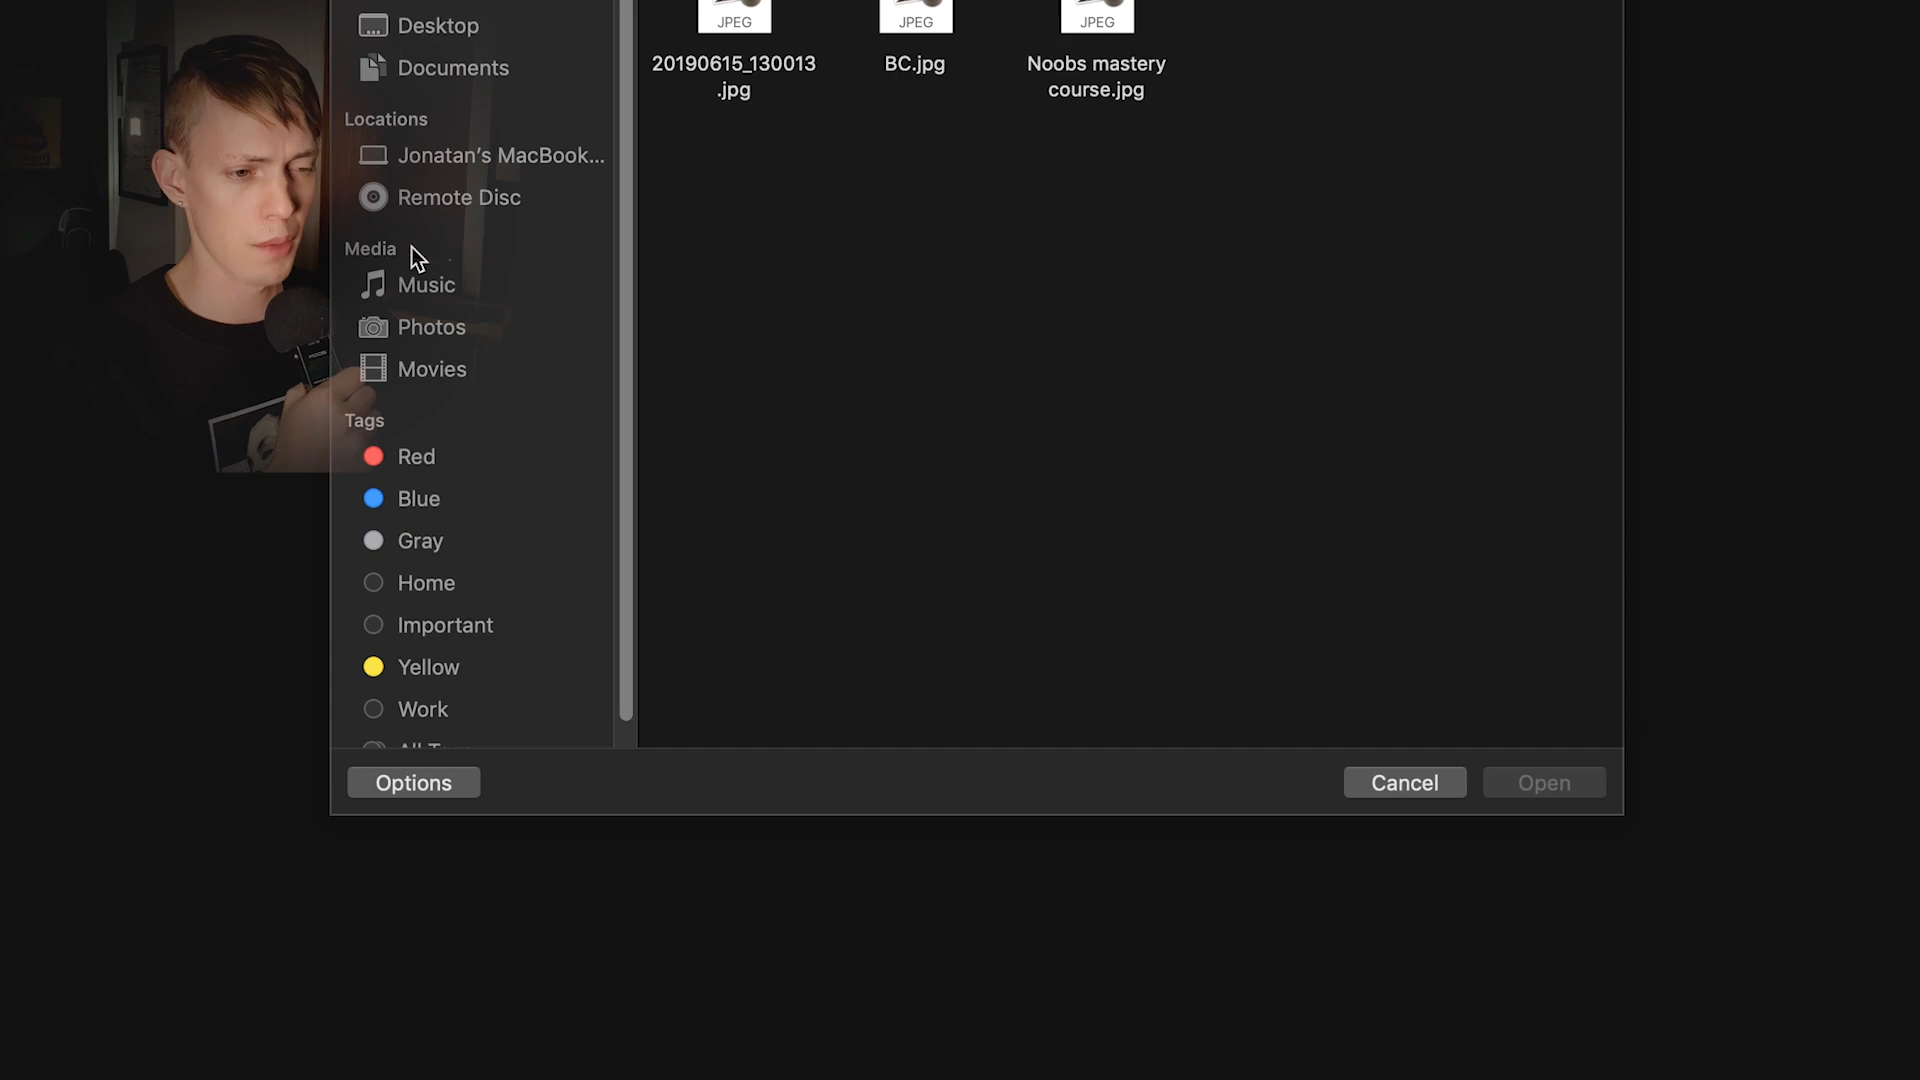 Desktop
Documents
Locations
Jonatan's MacBook...
Remote Disc
Media
Music
Photos
Movies
Tags
Red
Blue
Gray
Home
Important
Yellow
Work
JPEG
JPEG
JPEG
20190615_130013
.jpg
BC.jpg
Noobs mastery
course.jpg
Options
Cancel
Open